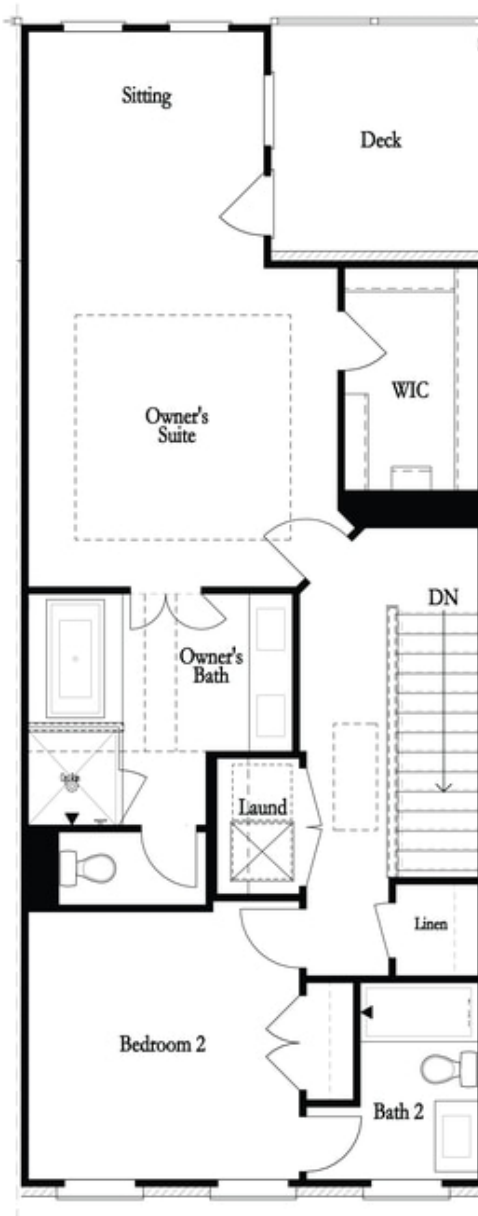 Sitting
Deck
WIC
Owner's
Suite
DN
Owner's
Bath
Laund
Linen
Bedroom 2
Bath 2